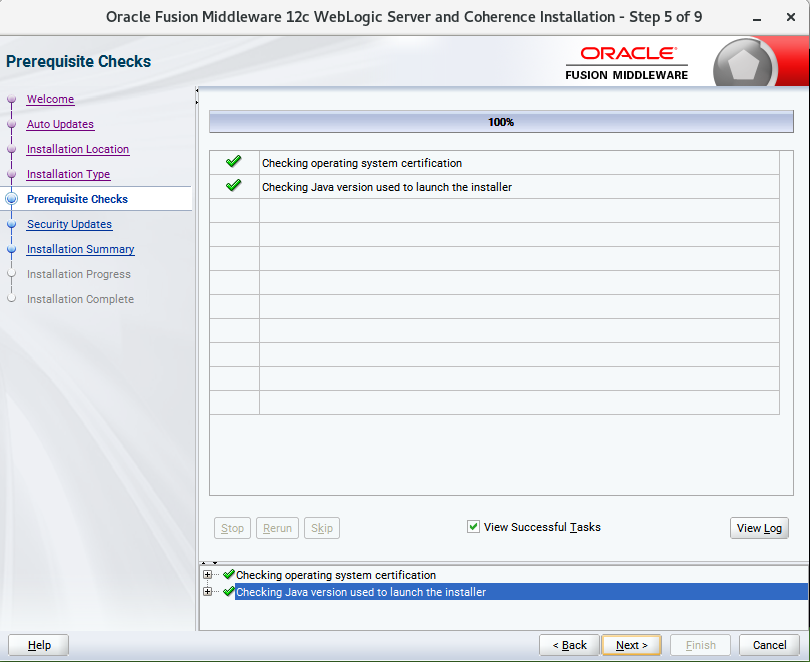 Oracle Fusion Middleware 12c WebLogic Server and Coherence Installation - Step 5 of 9
Prerequisite Checks
ORACLE
FUSION MIDDLEWARE
Welcome
Auto Updates
Installation Location
Installation Type
Prerequisite Checks
Security Updates
Installation Summary
Installation Progress
Installation Complete
100%
Checking operating system certification
Checking Java version used to launch the installer
Stop Rerun Skip View Successful Tasks View Log
Checking operating system certification
Checking Java version used to launch the installer
Help < Back Next > Finish Cancel